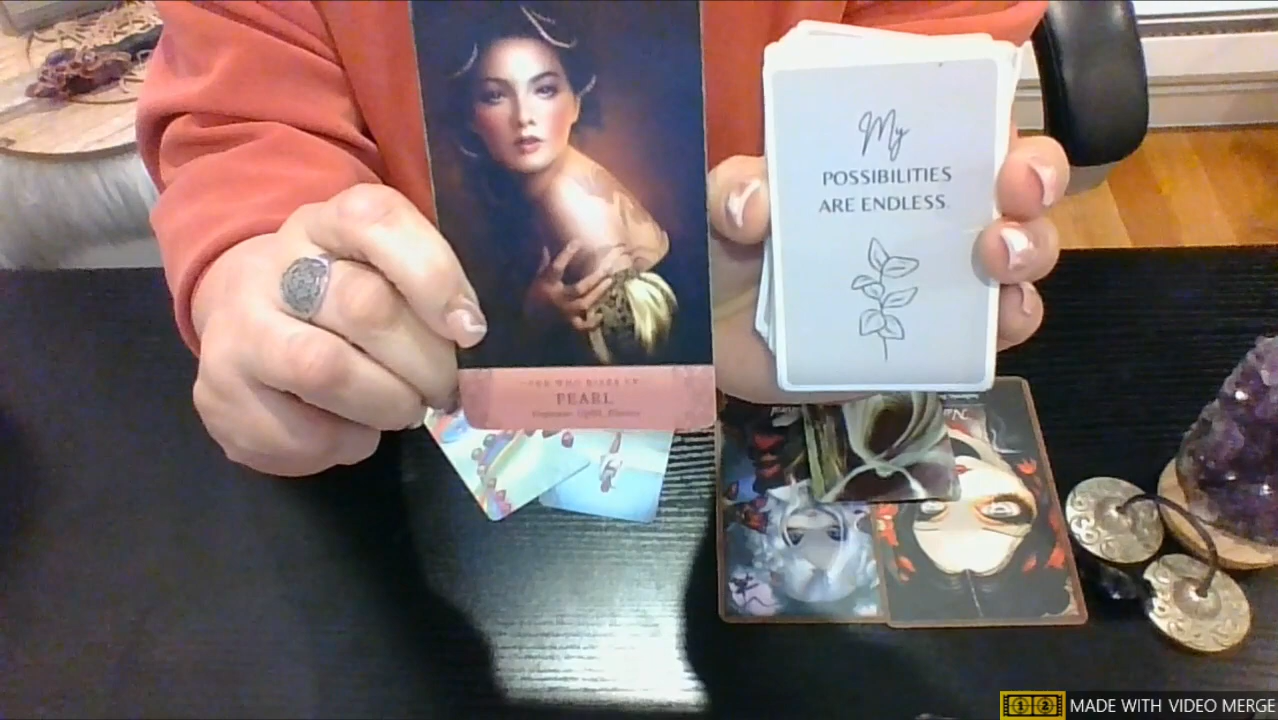 My
POSSIBILITIES
ARE ENDLESS
PEARL
MADE WITH VIDEO MERGE